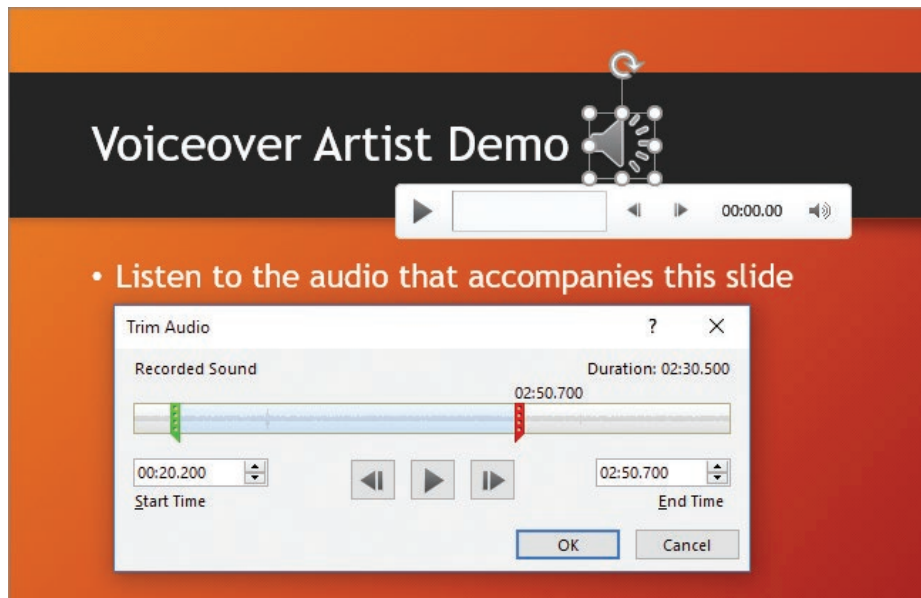 Voiceover Artist Demo
00:00.00
• Listen to the audio that accompanies this slide
Trim Audio ?
Recorded Sound Duration: 02:30.500
02:50.700
00:20.200 02:50.700
Start Time End Time
OK Cancel